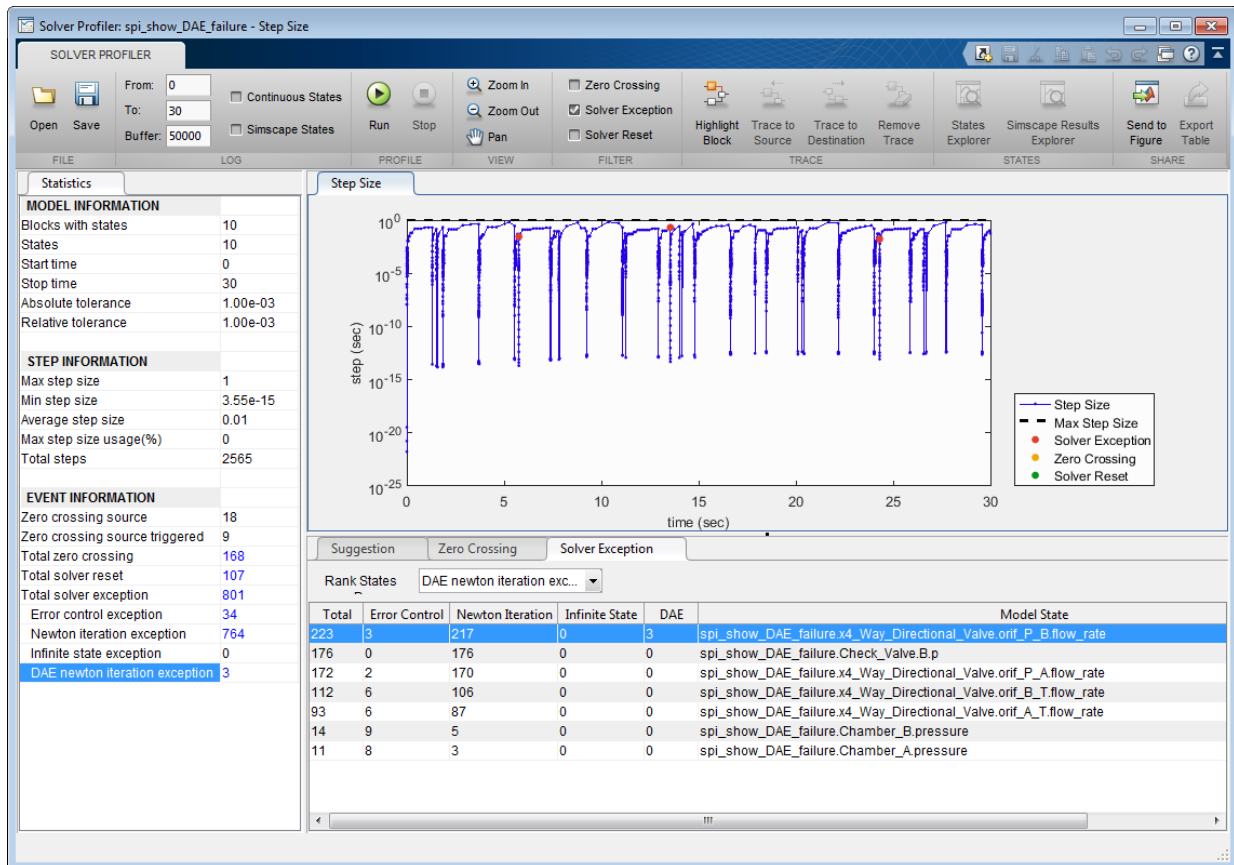 Solver Profiler: spi_show_DAE_failure - Step Size
SOLVER PROFILER
Open
Save
FILE
From: 0
To: 30
Buffer: 50000
Continuous States
Simscape States
LOG
Run
Stop
PROFILE
Zoom In
Zoom Out
Pan
VIEW
Zero Crossing
Solver Exception
Solver Reset
FILTER
Highlight Block
Trace to Source
Trace to Destination
Remove Trace
TRACE
States Explorer
Simscape Results Explorer
STATES
Send to Figure
Export Table
SHARE
Statistics
MODEL INFORMATION
Blocks with states 10
States 10
Start time 0
Stop time 30
Absolute tolerance 1.00e-03
Relative tolerance 1.00e-03
STEP INFORMATION
Max step size 1
Min step size 3.55e-15
Average step size 0.01
Max step size usage(%) 0
Total steps 2565
EVENT INFORMATION
Zero crossing source 18
Zero crossing source triggered 9
Total zero crossing 168
Total solver reset 107
Total solver exception 801
Error control exception 34
Newton iteration exception 764
Infinite state exception 0
DAE newton iteration exception 3
Step Size
10^0
10^-5
10^-10
10^-15
10^-20
10^-25
step (sec)
0 5 10 15 20 25 30
time (sec)
Step Size
Max Step Size
Solver Exception
Zero Crossing
Solver Reset
Suggestion Zero Crossing Solver Exception
Rank States DAE newton iteration exc...
Total Error Control Newton Iteration Infinite State DAE Model State
223 3 217 0 3 spi_show_DAE_failure.x4_Way_Directional_Valve.orif_P_B.flow_rate
176 0 176 0 0 spi_show_DAE_failure.Check_Valve.B.p
172 2 170 0 0 spi_show_DAE_failure.x4_Way_Directional_Valve.orif_P_A.flow_rate
112 6 106 0 0 spi_show_DAE_failure.x4_Way_Directional_Valve.orif_B_T.flow_rate
93 6 87 0 0 spi_show_DAE_failure.x4_Way_Directional_Valve.orif_A_T.flow_rate
14 9 5 0 0 spi_show_DAE_failure.Chamber_B.pressure
11 8 3 0 0 spi_show_DAE_failure.Chamber_A.pressure